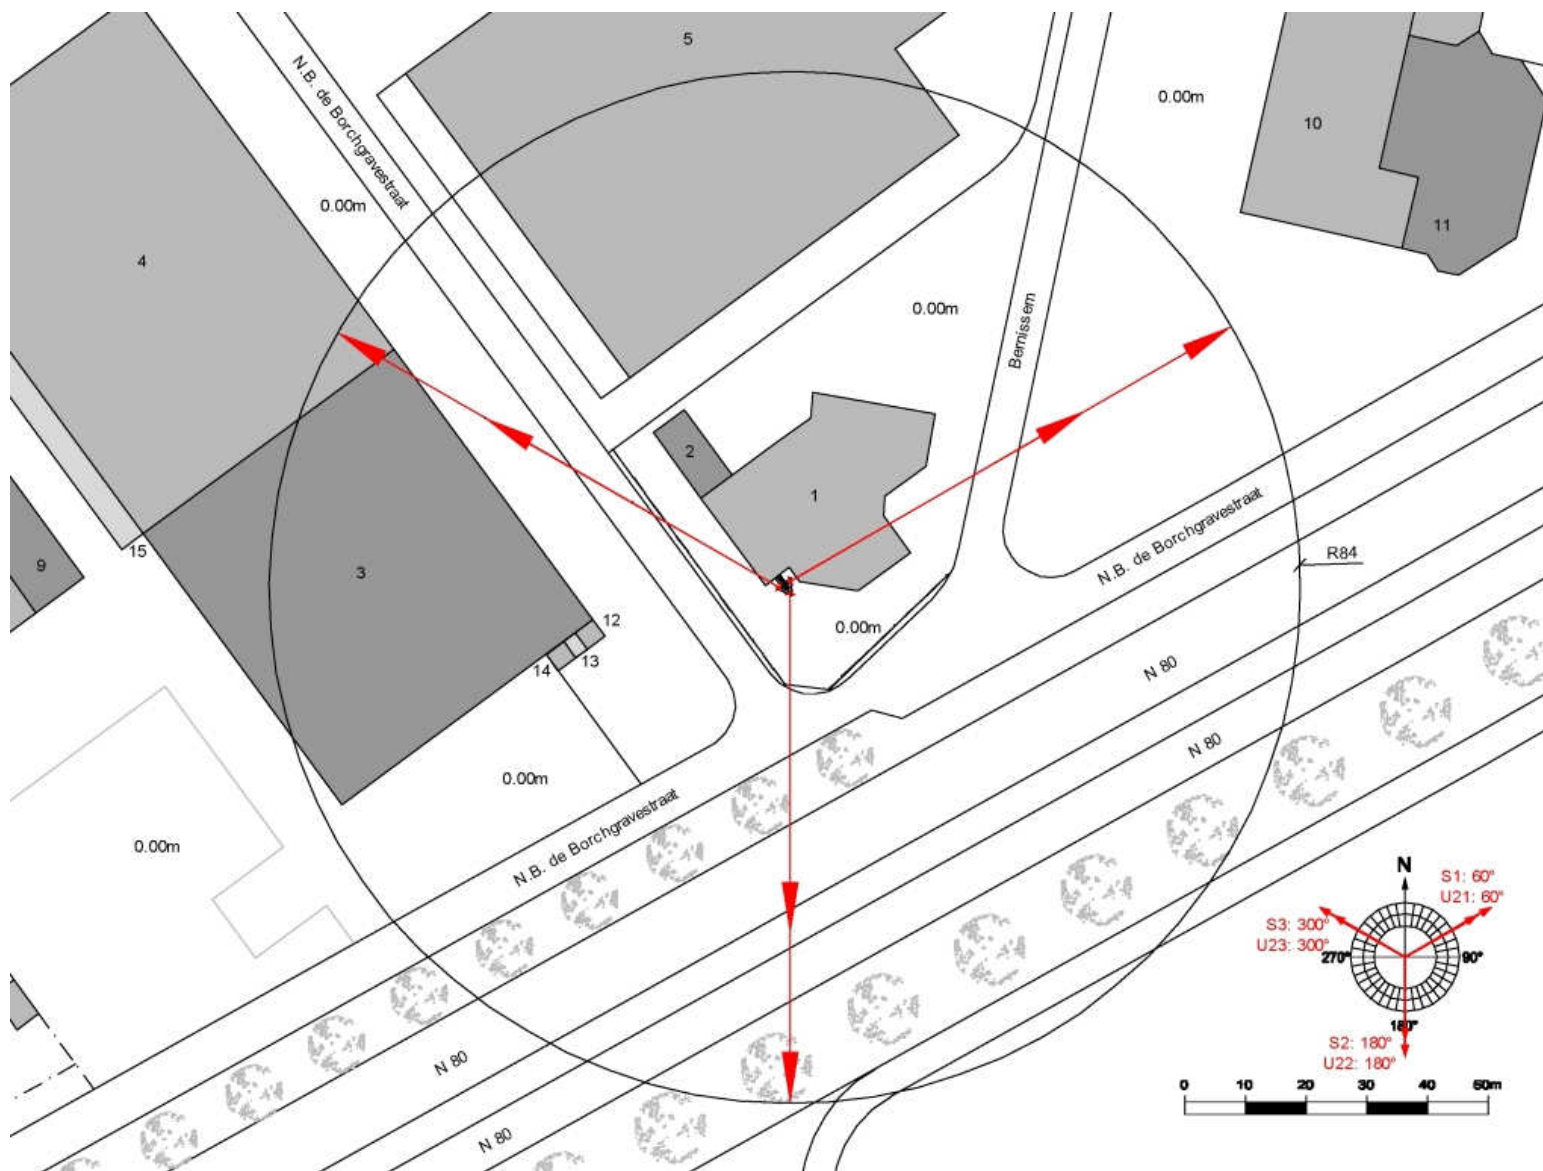 5
N.B. de Borchgravestraat
0.00m
10
0.00m
11
4
0.00m
Bernissem
2
1
N.B. de Borchgravestraat
15
R84
9
3
12
0.00m
13
14
N 80
N 80
0.00m
N.B. de Borchgravestraat
0.00m
N
S1: 60°
U21: 60°
S3: 300°
U23: 300°
270°
90°
180°
S2: 180°
U22: 180°
N 80
0 10 20 30 40 50m
N 80